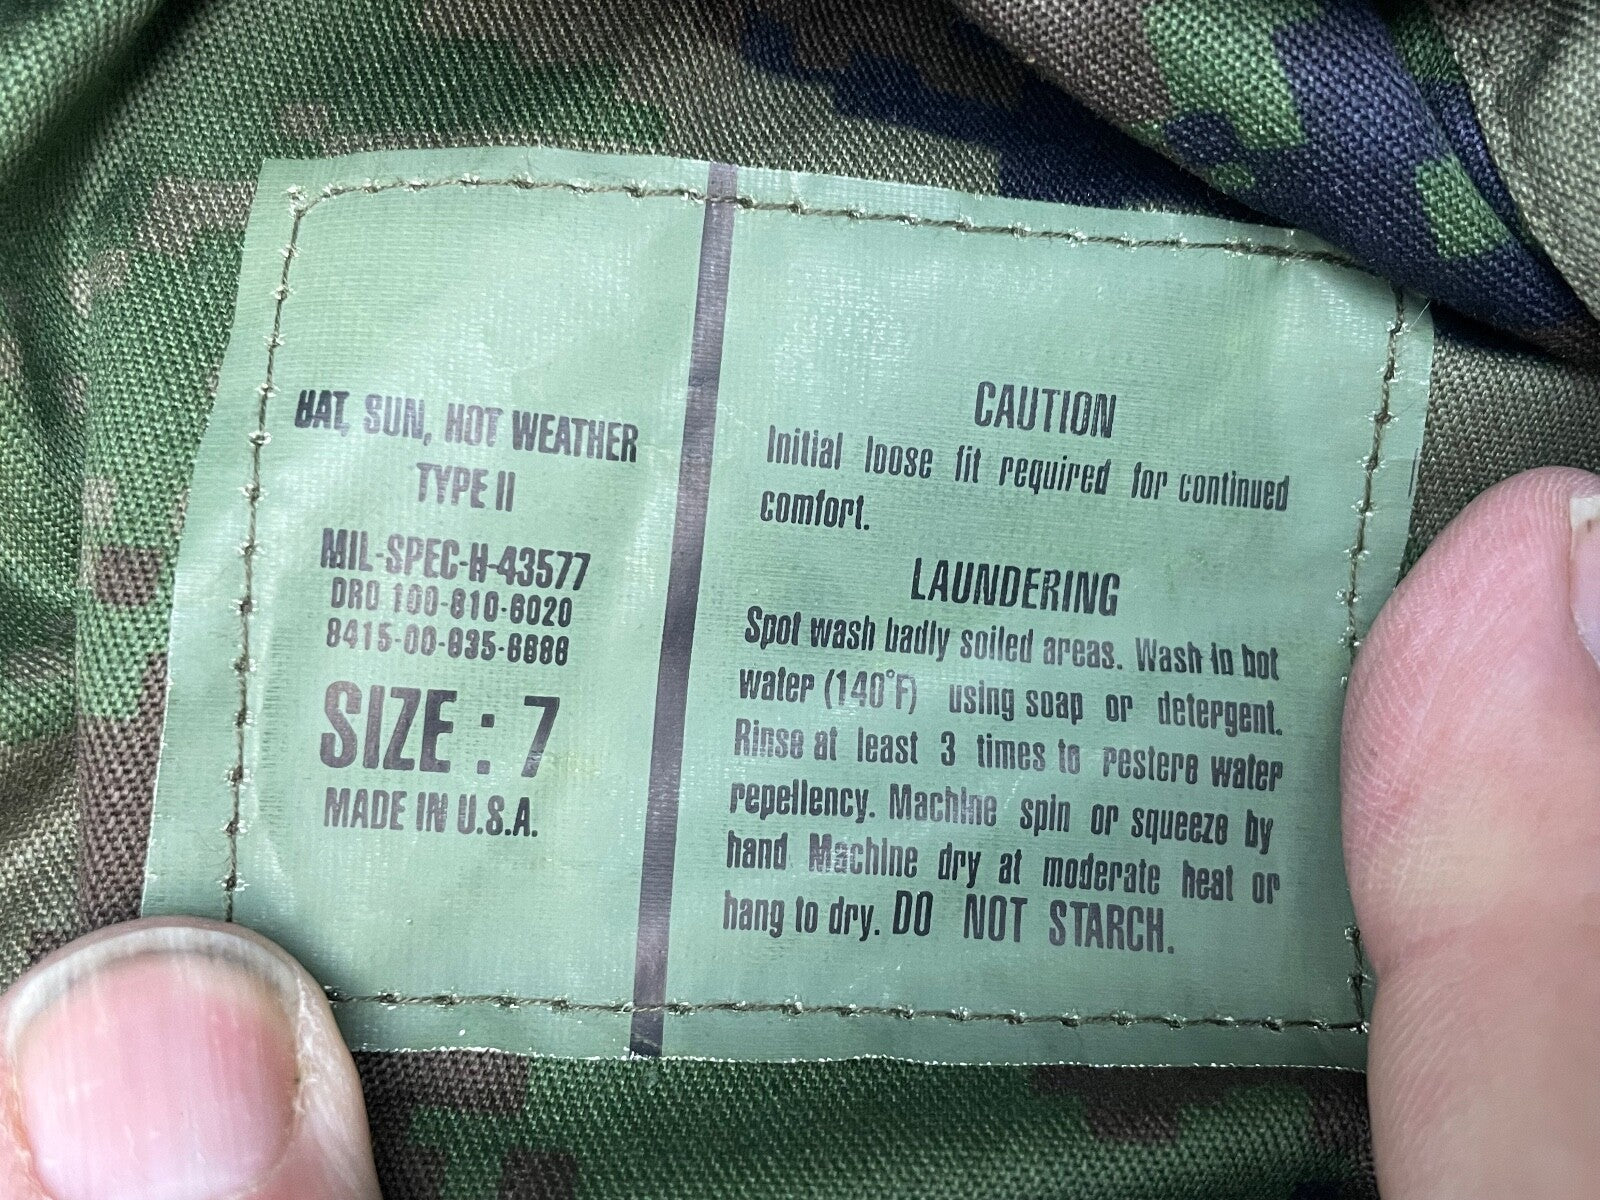 HAT, SUN, HOT WEATHER
TYPE II
MIL-SPEC-H-43577
DRO 100-810-6020
8415-00-935-6886
SIZE : 7
MADE IN U.S.A.
CAUTION
Initial loose fit required for continued
comfort.
LAUNDERING
Spot wash badly soiled areas. Wash in hot
water (140°F) using soap or detergent.
Rinse at least 3 times to restere water
repellency. Machine spin or squeeze by
hand Machine dry at moderate heat or
hang to dry. DO NOT STARCH.